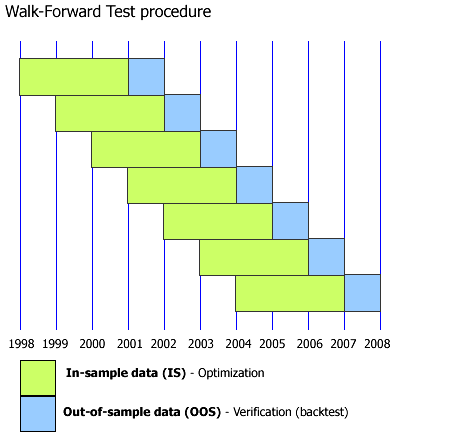 Walk-Forward Test procedure
1998 1999 2000 2001 2002 2003 2004 2005 2006 2007 2008
In-sample data (IS) - Optimization
Out-of-sample data (OOS) - Verification (backtest)